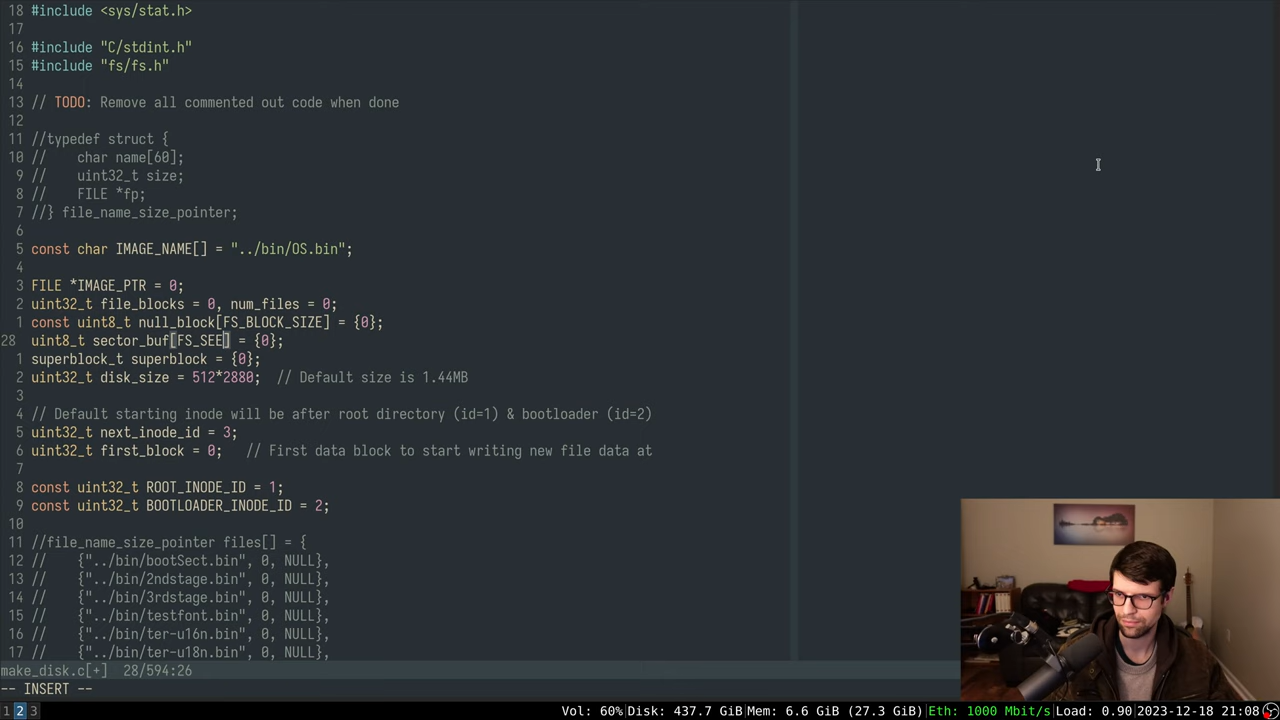 18 #include <sys/stat.h>
17
16 #include "C/stdint.h"
15 #include "fs/fs.h"
14
13 // TODO: Remove all commented out code when done
12
11 //typedef struct {
10 //    char name[60];
9 //    uint32_t size;
8 //    FILE *fp;
7 //} file_name_size_pointer;
6
5 const char IMAGE_NAME[] = "../bin/OS.bin";
4
3 FILE *IMAGE_PTR = 0;
2 uint32_t file_blocks = 0, num_files = 0;
1 const uint8_t null_block[FS_BLOCK_SIZE] = {0};
28 uint8_t sector_buf[FS_SEE] = {0};
1 superblock_t superblock = {0};
2 uint32_t disk_size = 512*2880;  // Default size is 1.44MB
3
4 // Default starting inode will be after root directory (id=1) & bootloader (id=2)
5 uint32_t next_inode_id = 3;
6 uint32_t first_block = 0;   // First data block to start writing new file data at
7
8 const uint32_t ROOT_INODE_ID = 1;
9 const uint32_t BOOTLOADER_INODE_ID = 2;
10
11 //file_name_size_pointer files[] = {
12 //    {"../bin/bootSect.bin", 0, NULL},
13 //    {"../bin/2ndstage.bin", 0, NULL},
14 //    {"../bin/3rdstage.bin", 0, NULL},
15 //    {"../bin/testfont.bin", 0, NULL},
16 //    {"../bin/ter-u16n.bin", 0, NULL},
17 //    {"../bin/ter-u18n.bin", 0, NULL},
make_disk.c[+]  28/594:26
-- INSERT --
1 2 3 Vol: 60%|Disk: 437.7 GiB|Mem: 6.6 GiB (27.3 GiB)|Eth: 1000 Mbit/s|Load: 0.90|2023-12-18 21:08